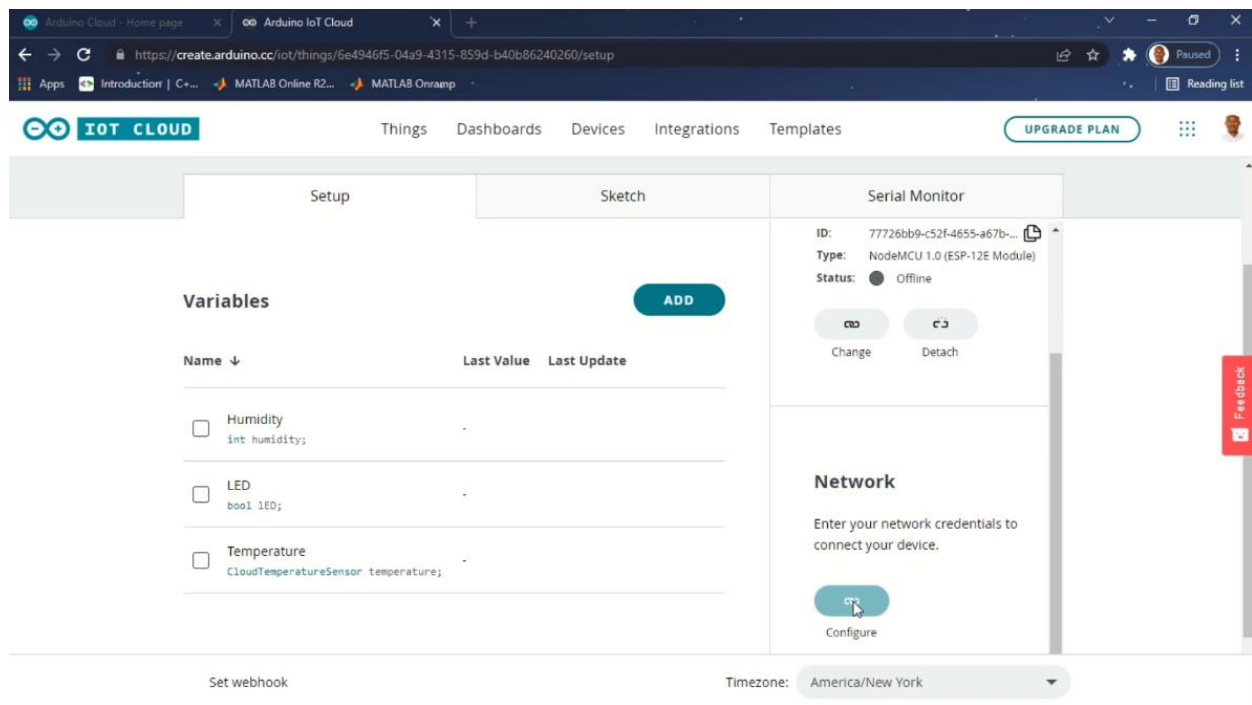 Arduino Cloud - Home page
Arduino IoT Cloud
https://create.arduino.cc/iot/things/6e4946f5-04a9-4315-859d-b40b86240260/setup
Paused
Apps
Introduction | C+...
MATLAB Online R2...
MATLAB Onramp
Reading list
IOT CLOUD
Things
Dashboards
Devices
Integrations
Templates
UPGRADE PLAN
Setup
Sketch
Serial Monitor
ID: 77726bb9-c52f-4655-a67b-...
Type: NodeMCU 1.0 (ESP-12E Module)
Status: Offline
Change
Detach
Variables
ADD
Name ↓ Last Value Last Update
Humidity
int humidity;
-
LED
bool lED;
-
Temperature
CloudTemperatureSensor temperature;
-
Network
Enter your network credentials to
connect your device.
Configure
Feedback
Set webhook
Timezone: America/New York